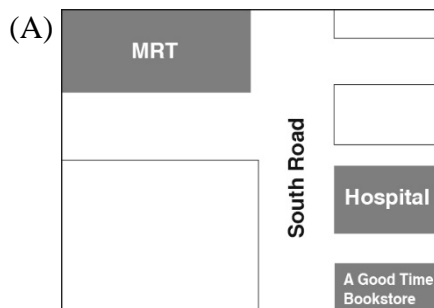 (A)
MRT
South Road
Hospital
A Good Time
Bookstore